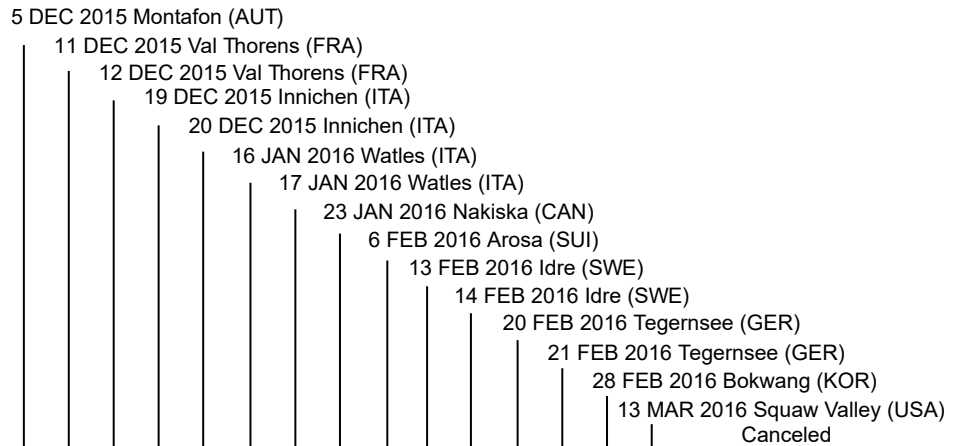 5 DEC 2015 Montafon (AUT)
11 DEC 2015 Val Thorens (FRA)
12 DEC 2015 Val Thorens (FRA)
19 DEC 2015 Innichen (ITA)
20 DEC 2015 Innichen (ITA)
16 JAN 2016 Watles (ITA)
17 JAN 2016 Watles (ITA)
23 JAN 2016 Nakiska (CAN)
6 FEB 2016 Arosa (SUI)
13 FEB 2016 Idre (SWE)
14 FEB 2016 Idre (SWE)
20 FEB 2016 Tegernsee (GER)
21 FEB 2016 Tegernsee (GER)
28 FEB 2016 Bokwang (KOR)
13 MAR 2016 Squaw Valley (USA)
Canceled